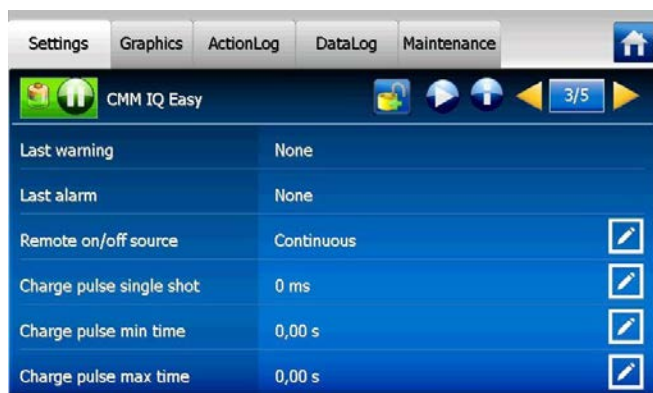 Settings Graphics ActionLog DataLog Maintenance
CMM IQ Easy 3/5
Last warning None
Last alarm None
Remote on/off source Continuous
Charge pulse single shot 0 ms
Charge pulse min time 0,00 s
Charge pulse max time 0,00 s